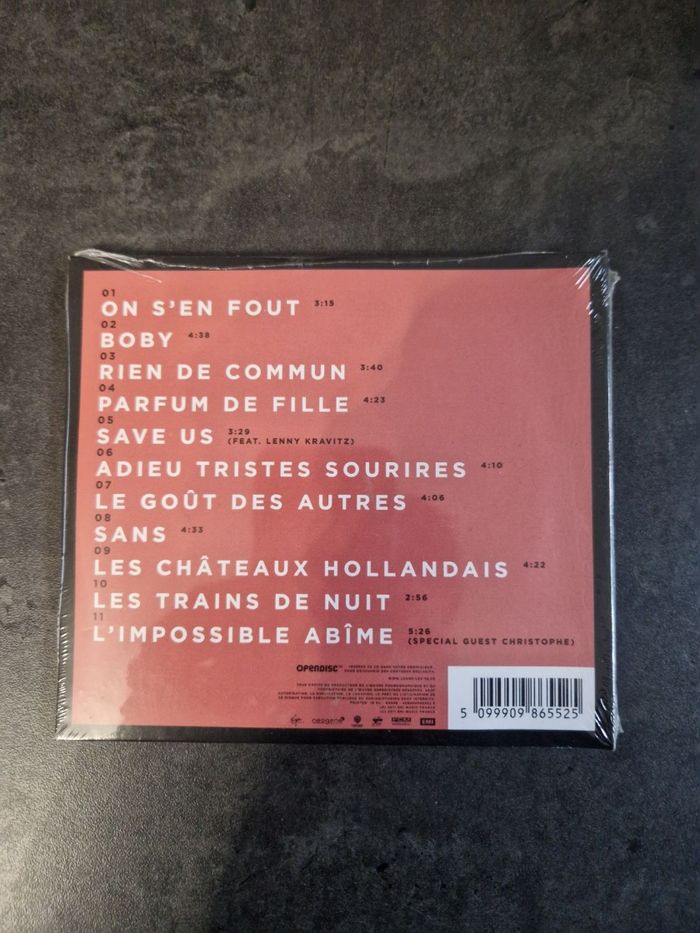 01
ON S'EN FOUT 3:15
02
BOBY 4:38
03
RIEN DE COMMUN 3:40
04
PARFUM DE FILLE 4:23
05
SAVE US 3:29
(FEAT. LENNY KRAVITZ)
06
ADIEU TRISTES SOURIRES 4:10
07
LE GOÛT DES AUTRES 4:06
08
SANS 4:33
09
LES CHÂTEAUX HOLLANDAIS 4:22
10
LES TRAINS DE NUIT 2:56
11
L'IMPOSSIBLE ABÎME 5:26
(SPECIAL GUEST CHRISTOPHE)
OPENDISC
EMI
5 099909 865525